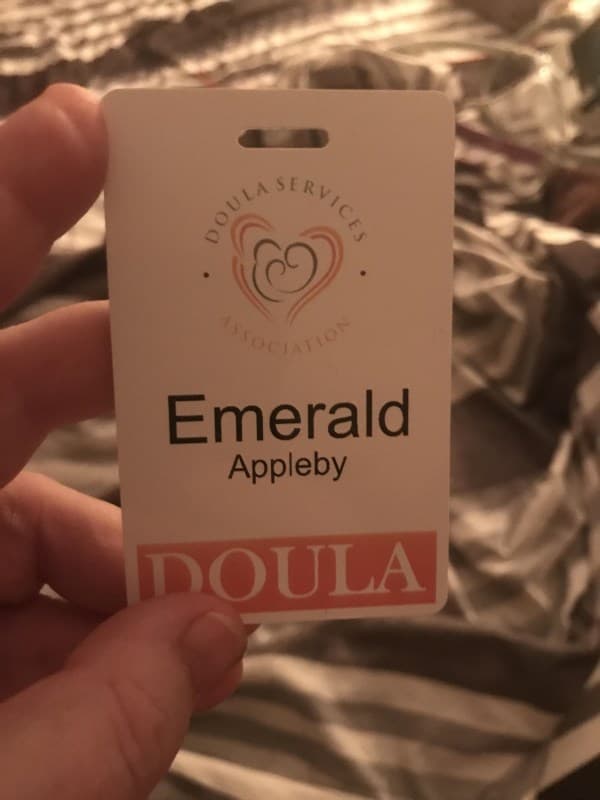 DOULA SERVICES
ASSOCIATION
Emerald
Appleby
DOULA